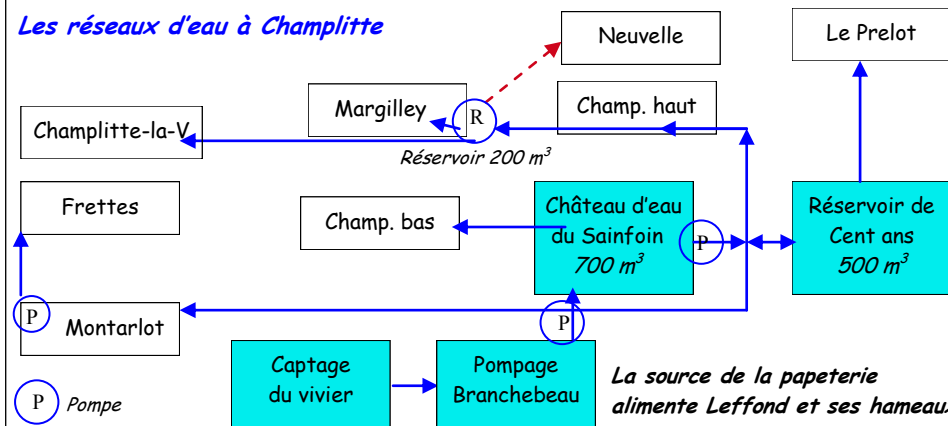 Les réseaux d'eau à Champlitte
Neuvelle
Le Prelot
Margilley
R
Champ. haut
Champlitte-la-V
Réservoir 200 m³
Frettes
Champ. bas
Château d'eau
du Sainfoin
700 m³
P
Réservoir de
Cent ans
500 m³
P
Montarlot
P
Captage
du vivier
Pompage
Branchebeau
La source de la papeterie
alimente Leffond et ses hameaux
P Pompe